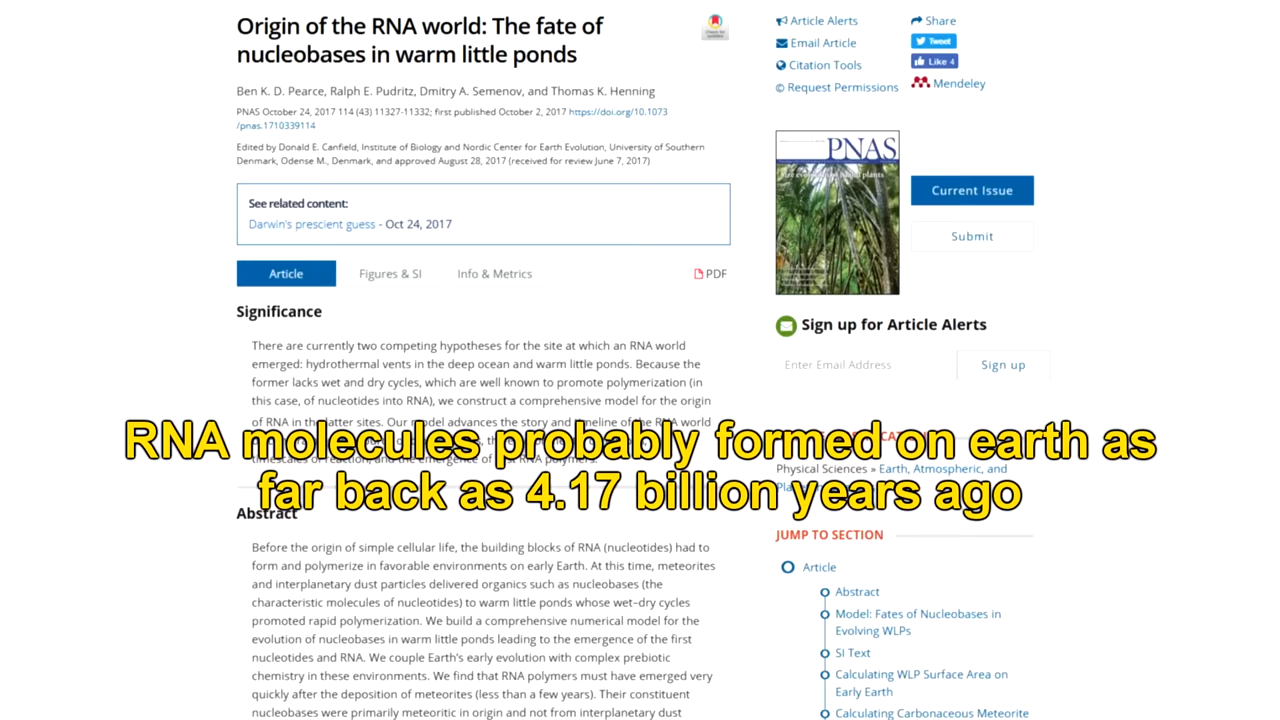 Origin of the RNA world: The fate of
nucleobases in warm little ponds
Ben K. D. Pearce, Ralph E. Pudritz, Dmitry A. Semenov, and Thomas K. Henning
PNAS October 24, 2017 114 (43) 11327-11332; first published October 2, 2017 https://doi.org/10.1073
/pnas.1710339114
Edited by Donald E. Canfield, Institute of Biology and Nordic Center for Earth Evolution, University of Southern
Denmark, Odense M., Denmark, and approved August 28, 2017 (received for review June 7, 2017)
See related content:
Darwin's prescient guess - Oct 24, 2017
Article Figures & SI Info & Metrics PDF
Significance
There are currently two competing hypotheses for the site at which an RNA world
emerged: hydrothermal vents in the deep ocean and warm little ponds. Because the
former lacks wet and dry cycles, which are well known to promote polymerization (in
this case, of nucleotides into RNA), we construct a comprehensive model for the origin
of RNA in the latter sites. Our model advances the story and timeline of the RNA world
RNA molecules probably formed on earth as
far back as 4.17 billion years ago
Abstract
Before the origin of simple cellular life, the building blocks of RNA (nucleotides) had to
form and polymerize in favorable environments on early Earth. At this time, meteorites
and interplanetary dust particles delivered organics such as nucleobases (the
characteristic molecules of nucleotides) to warm little ponds whose wet–dry cycles
promoted rapid polymerization. We build a comprehensive numerical model for the
evolution of nucleobases in warm little ponds leading to the emergence of the first
nucleotides and RNA. We couple Earth's early evolution with complex prebiotic
chemistry in these environments. We find that RNA polymers must have emerged very
quickly after the deposition of meteorites (less than a few years). Their constituent
nucleobases were primarily meteoritic in origin and not from interplanetary dust
Article Alerts
Email Article
Citation Tools
© Request Permissions
Share
Tweet
Like 4
Mendeley
PNAS
Current Issue
Submit
Sign up for Article Alerts
Enter Email Address Sign up
Physical Sciences » Earth, Atmospheric, and
JUMP TO SECTION
Article
Abstract
Model: Fates of Nucleobases in
Evolving WLPs
SI Text
Calculating WLP Surface Area on
Early Earth
Calculating Carbonaceous Meteorite